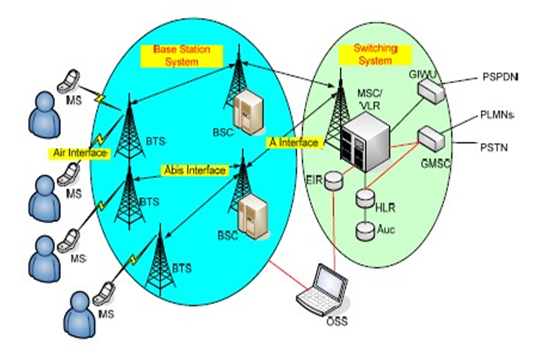 Base Station
System
Switching
System
GIWU
PSPDN
MS
MSC/
VLR
PLMNs
BSC
BTS
A Interface
Air Interface
PSTN
GMSC
Abis Interface
EIR
MS
BTS
HLR
BSC
Auc
MS
BTS
MS
OSS